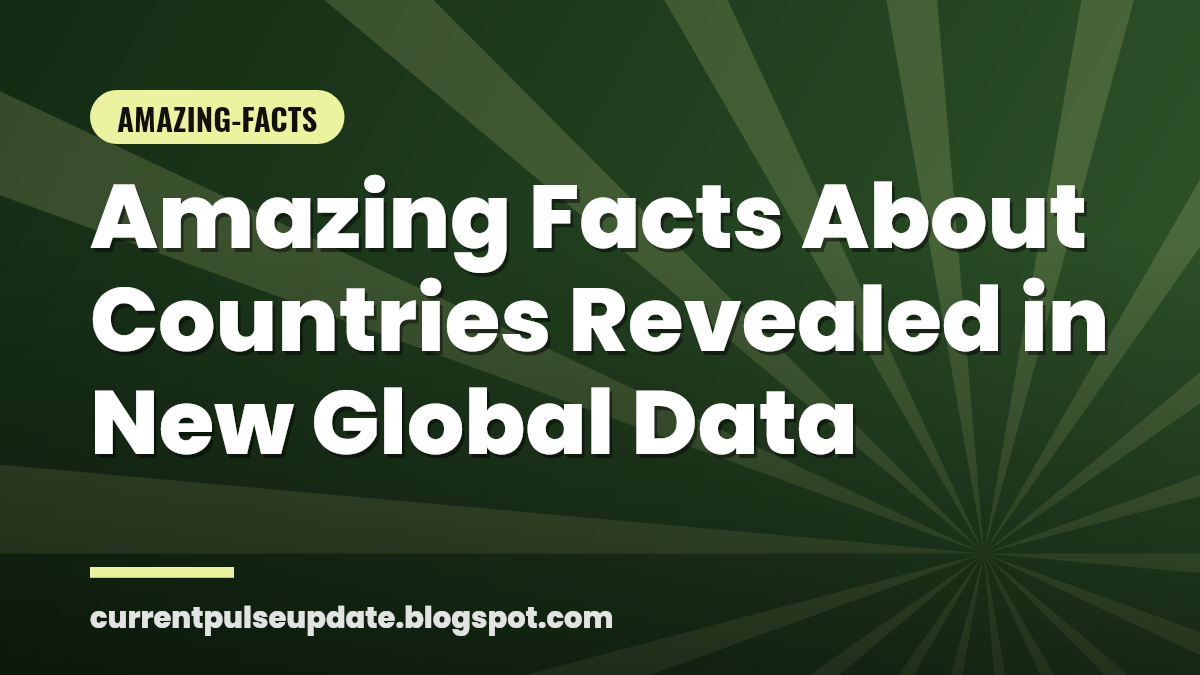 AMAZING-FACTS
Amazing Facts About
Countries Revealed in
New Global Data
currentpulseupdate.blogspot.com